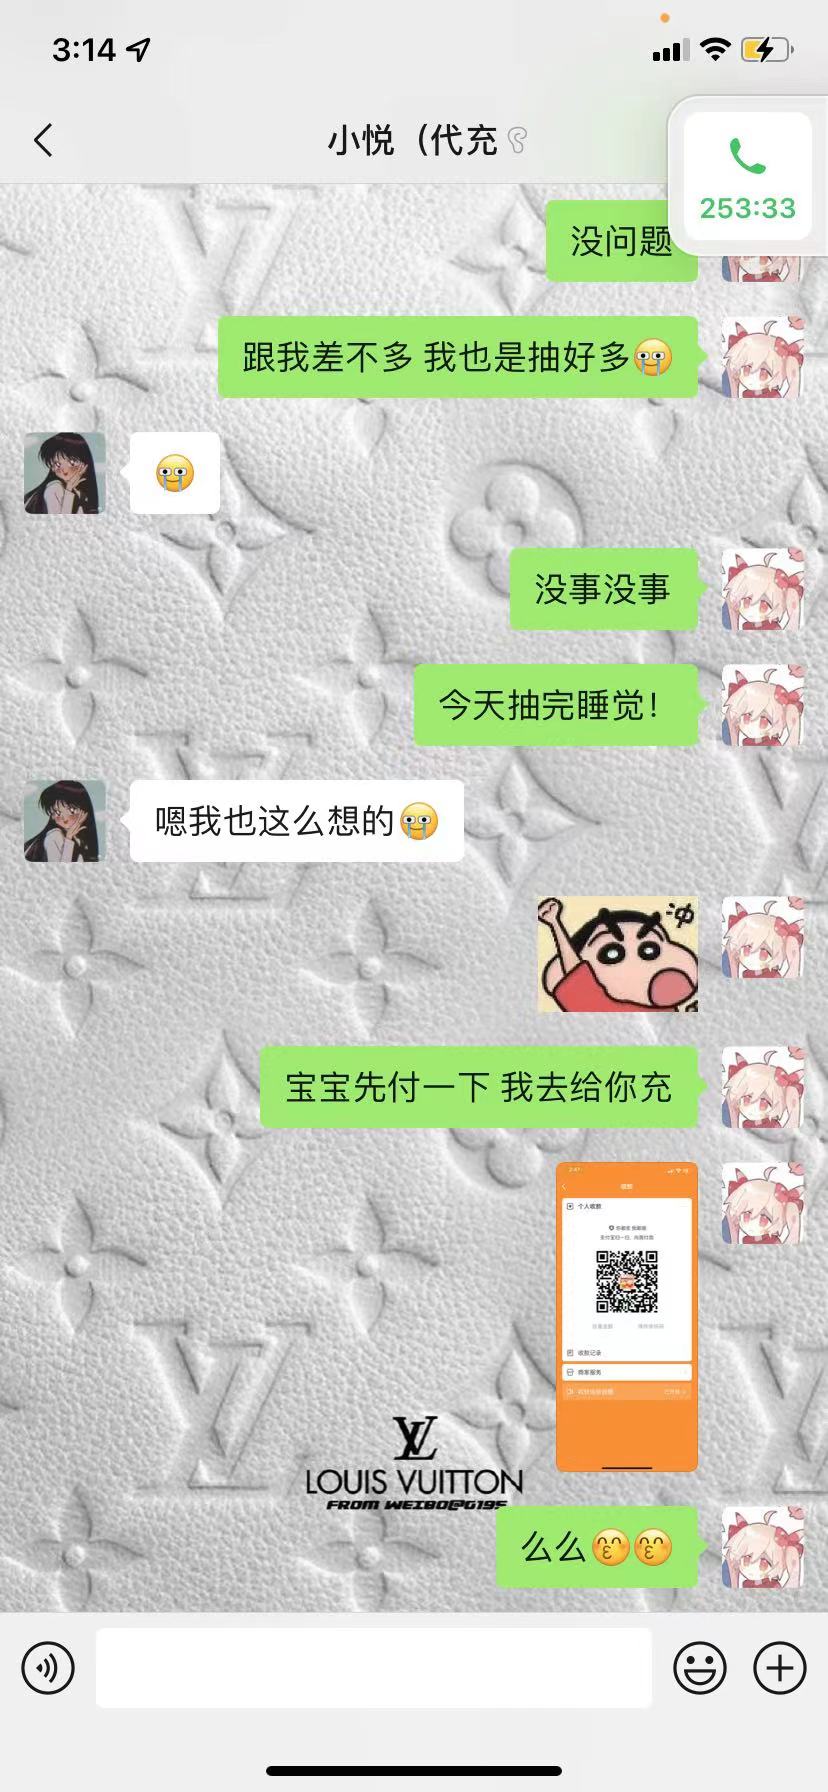 3:14
小悦（代充
253:33
没问题
跟我差不多 我也是抽好多
没事没事
今天抽完睡觉！
嗯我也这么想的
冲
宝宝先付一下 我去给你充
收款
个人收款
收款记录
商家服务
LV
LOUIS VUITTON
FROM WEIBO@G195
么么